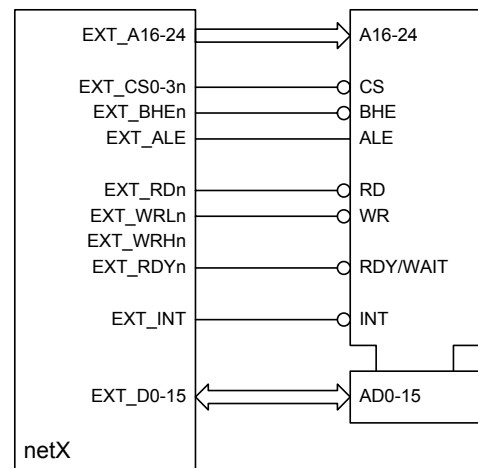 EXT_A16-24 A16-24
EXT_CS0-3n CS
EXT_BHEn BHE
EXT_ALE ALE
EXT_RDn RD
EXT_WRLn WR
EXT_WRHn
EXT_RDYn RDY/WAIT
EXT_INT INT
EXT_D0-15 AD0-15
netX